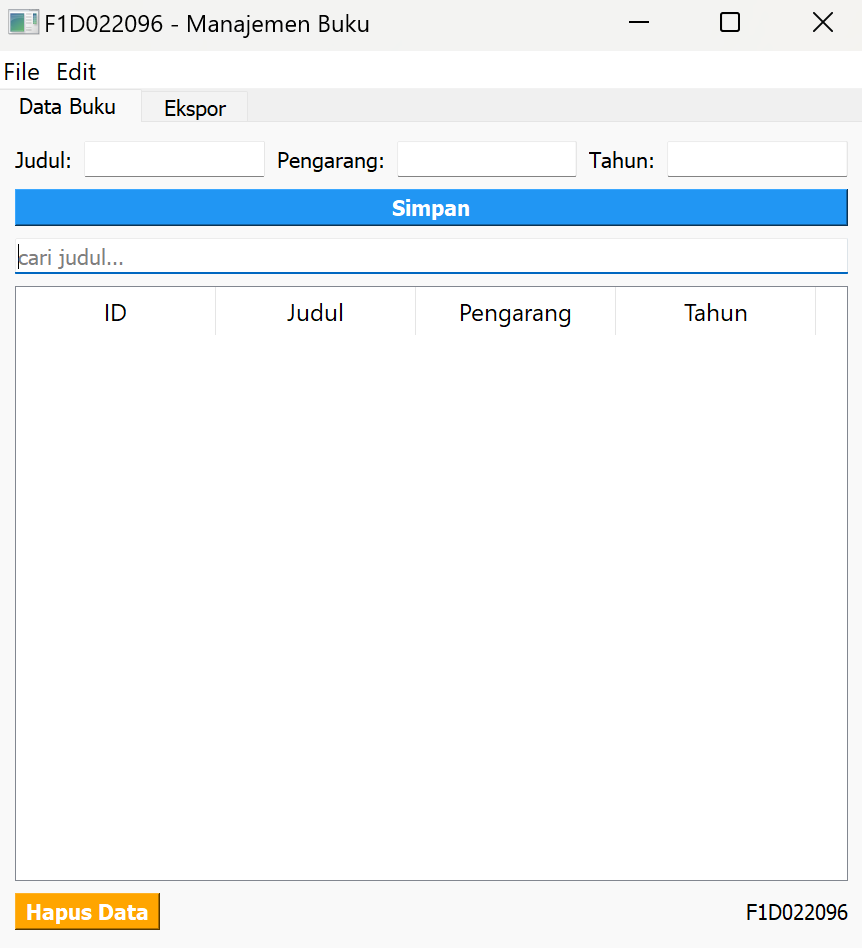 F1D022096 - Manajemen Buku
File Edit
Data Buku Ekspor
Judul: Pengarang: Tahun:
Simpan
cari judul...
ID Judul Pengarang Tahun
Hapus Data F1D022096